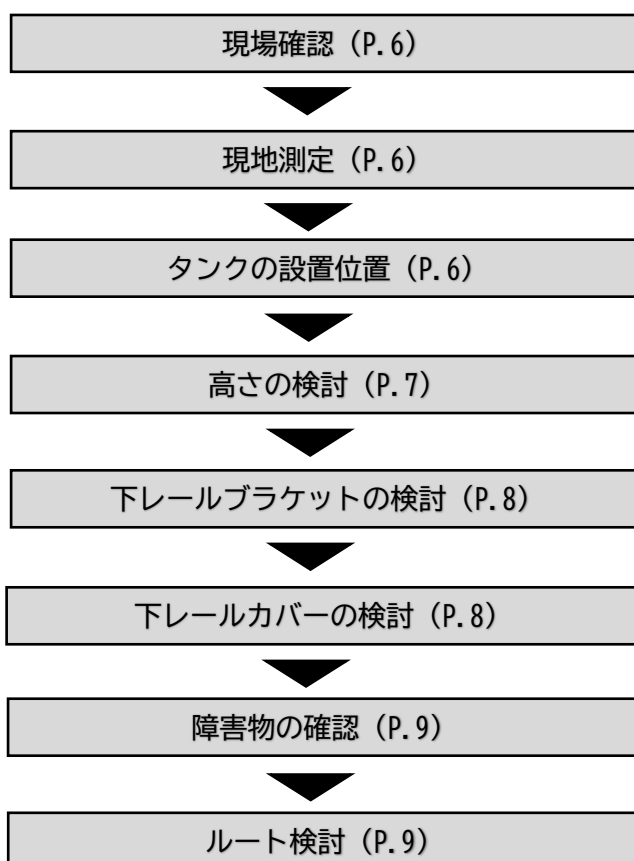 現場確認（P.6）
現地測定（P.6）
タンクの設置位置（P.6）
高さの検討（P.7）
下レールブラケットの検討（P.8）
下レールカバーの検討（P.8）
障害物の確認（P.9）
ルート検討（P.9）